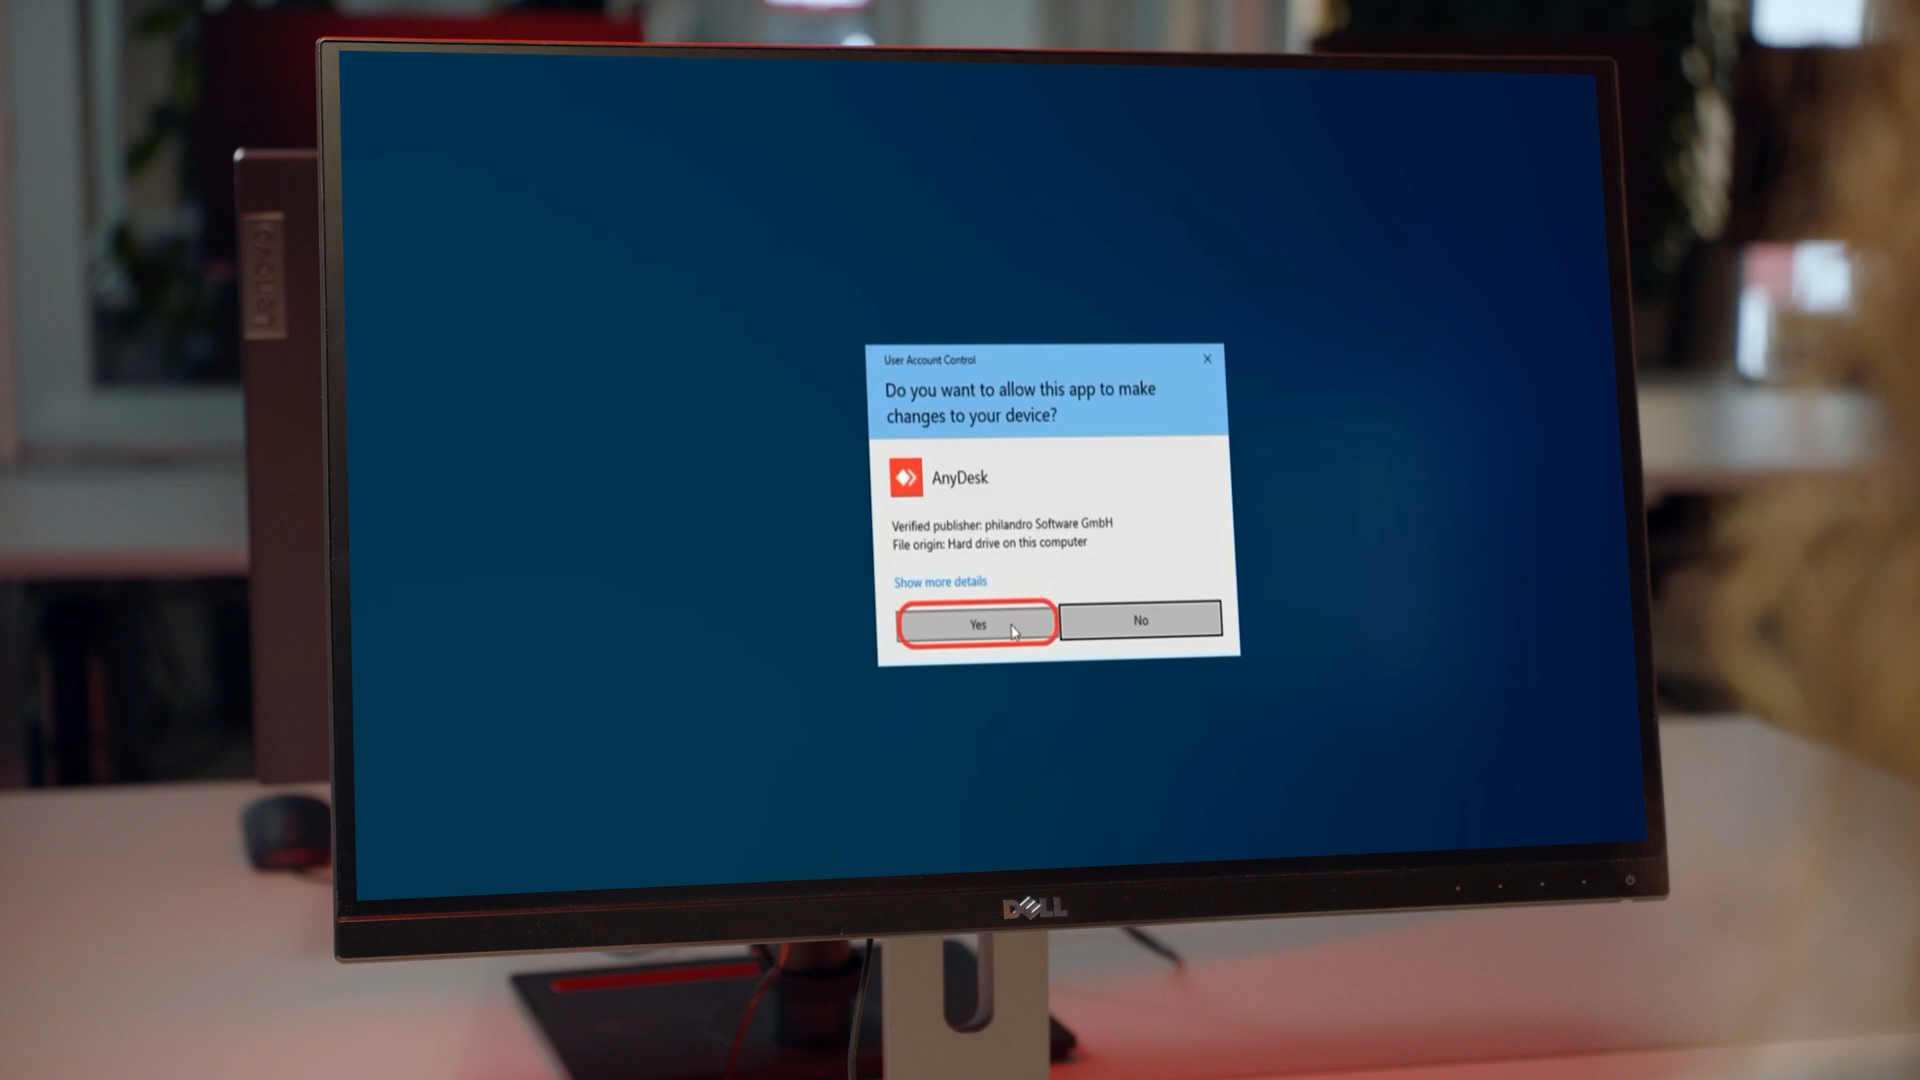 Lenovo
User Account Control
Do you want to allow this app to make
changes to your device?
AnyDesk
Verified publisher: philandro Software GmbH
File origin: Hard drive on this computer
Show more details
Yes
No
DELL